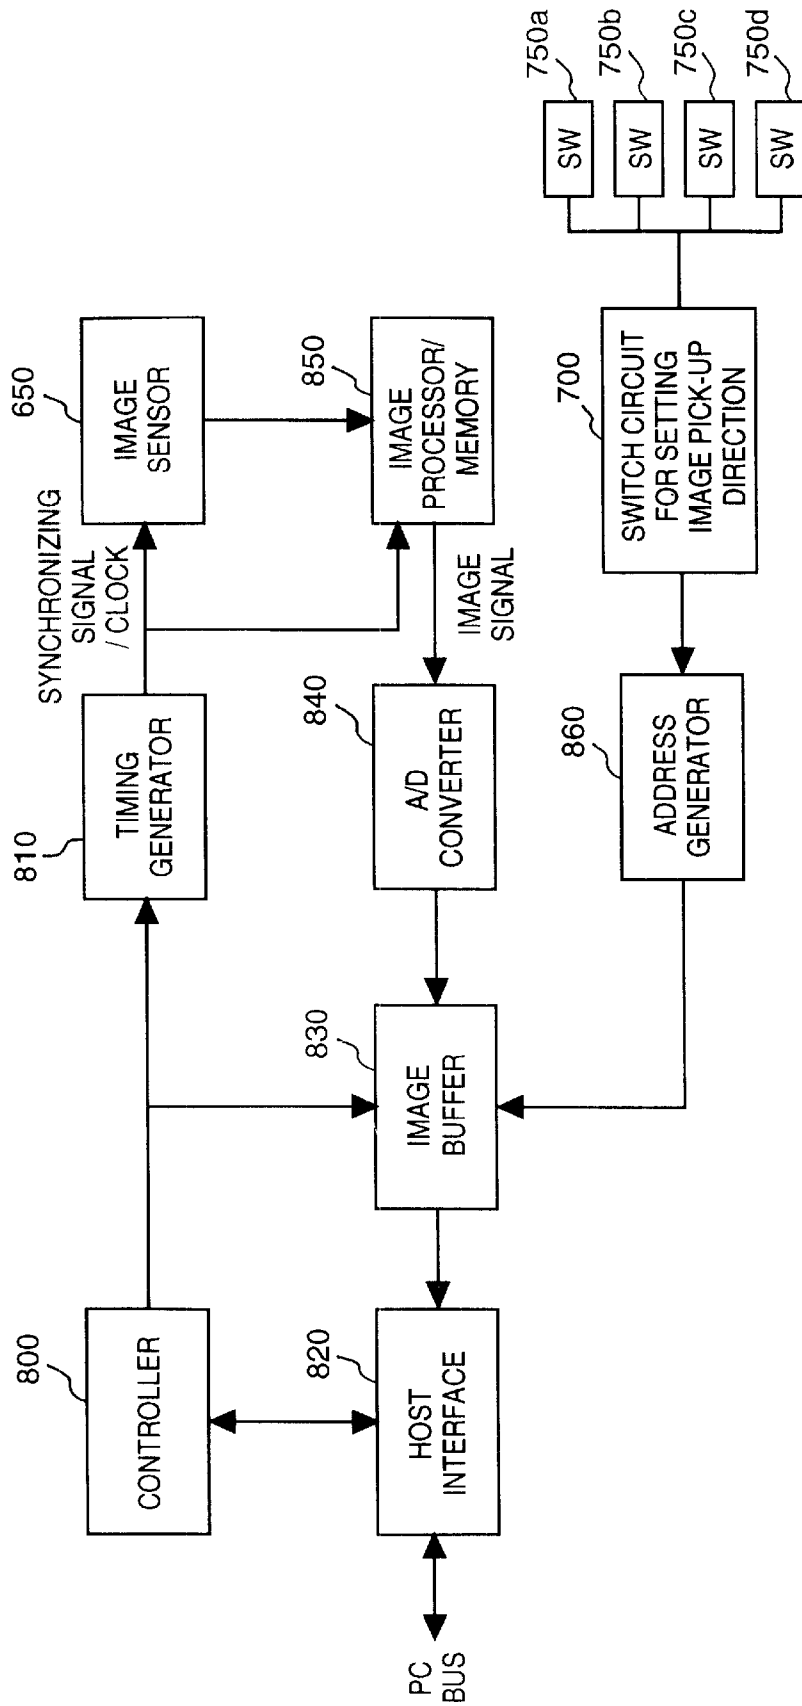 650
IMAGE
SENSOR
SYNCHRONIZING
SIGNAL
/ CLOCK
810
TIMING
GENERATOR
800
CONTROLLER
850
IMAGE
PROCESSOR/
MEMORY
IMAGE
SIGNAL
840
A/D
CONVERTER
830
IMAGE
BUFFER
820
HOST
INTERFACE
PC
BUS
750a
SW
750b
SW
750c
SW
750d
SW
700
SWITCH CIRCUIT
FOR SETTING
IMAGE PICK-UP
DIRECTION
860
ADDRESS
GENERATOR